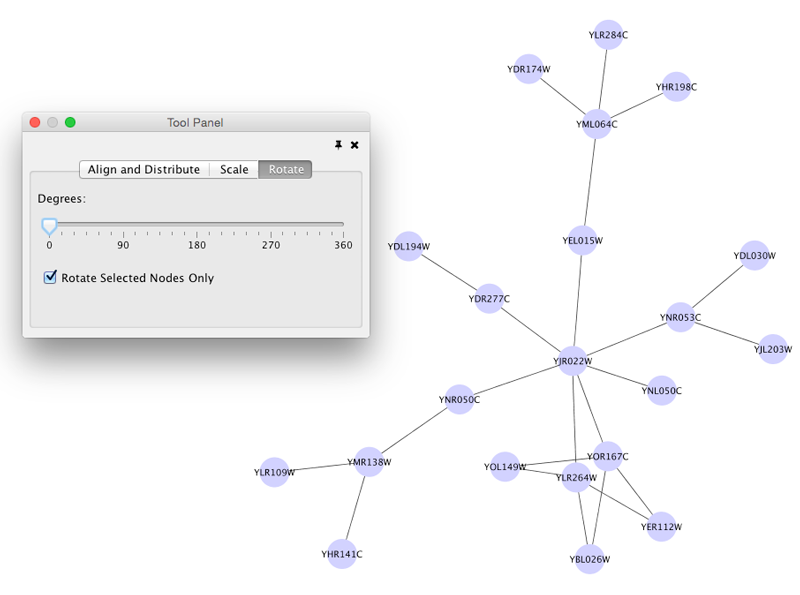 Tool Panel
Align and Distribute Scale Rotate
Degrees:
0 90 180 270 360
Rotate Selected Nodes Only
YLR284C
YDR174W
YHR198C
YML064C
YEL015W
YDL194W
YDL030W
YDR277C
YNR053C
YJL203W
YJR022W
YNL050C
YNR050C
YOR167C
YMR138W
YOL149W
YLR109W
YLR264W
YER112W
YHR141C
YBL026W